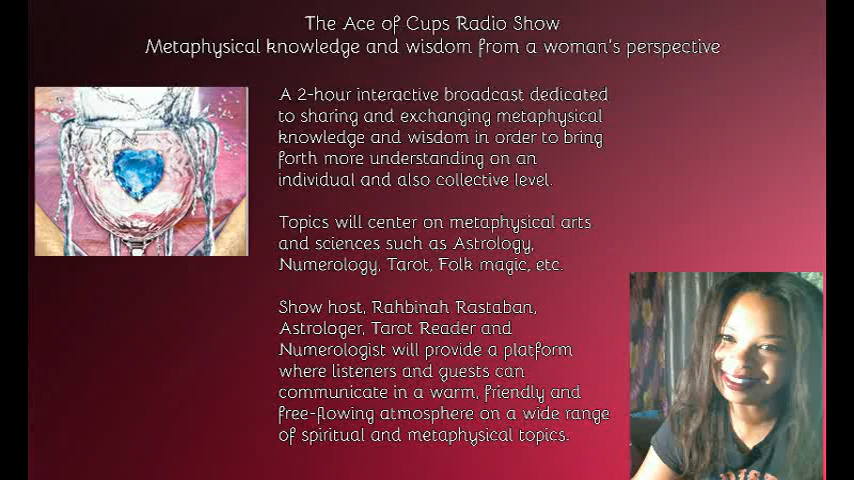 The Ace of Cups Radio Show
Metaphysical knowledge and wisdom from a woman's perspective
A 2-hour interactive broadcast dedicated
to sharing and exchanging metaphysical
knowledge and wisdom in order to bring
forth more understanding on an
individual and also collective level.
Topics will center on metaphysical arts
and sciences such as Astrology,
Numerology, Tarot, Folk magic, etc.
Show host, Rahbinah Rastaban,
Astrologer, Tarot Reader and
Numerologist will provide a platform
where listeners and guests can
communicate in a warm, friendly and
free-flowing atmosphere on a wide range
of spiritual and metaphysical topics.